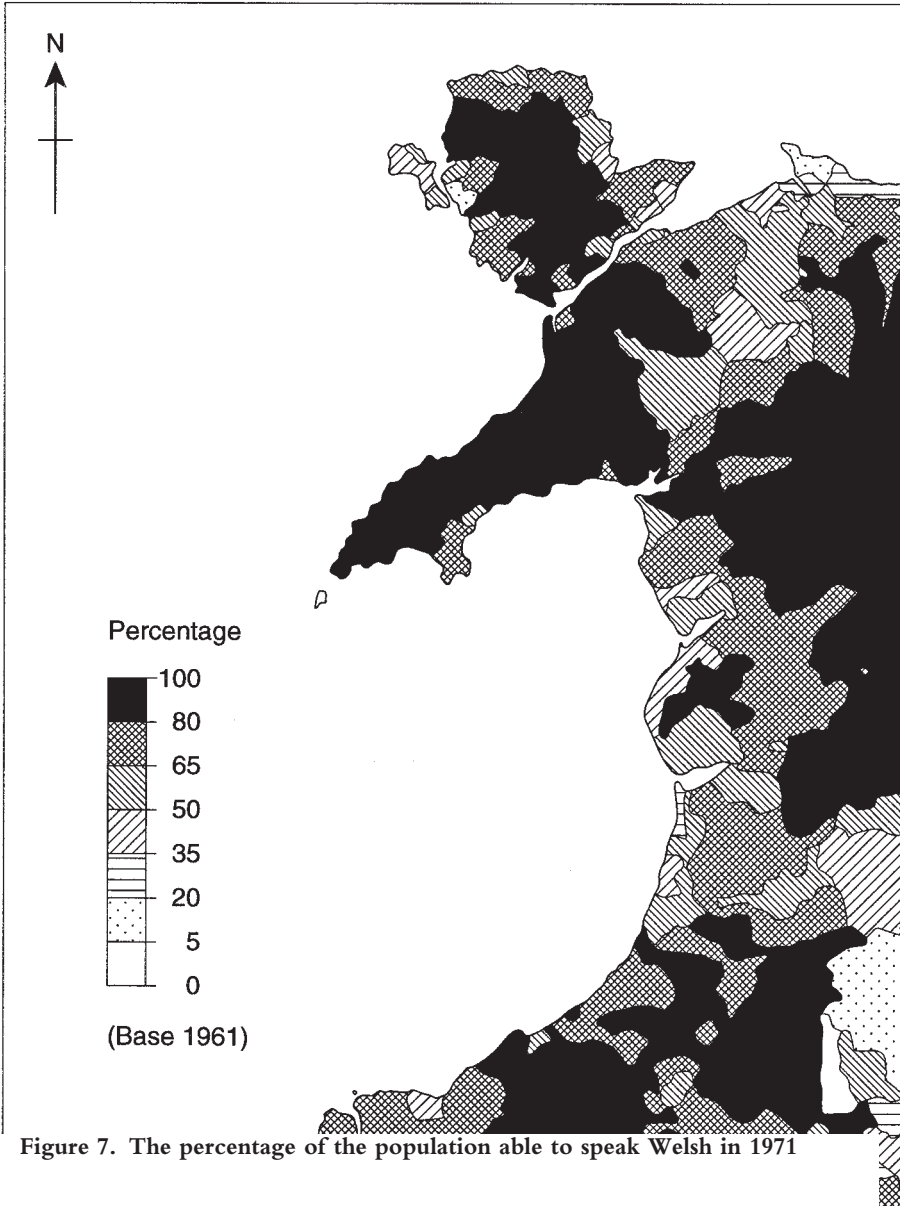 N
Percentage
100
80
65
50
35
20
5
0
(Base 1961)
Figure 7. The percentage of the population able to speak Welsh in 1971